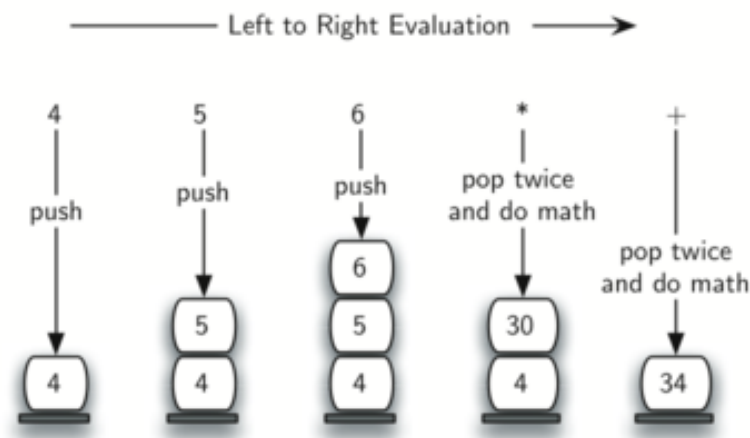 Left to Right Evaluation
4 5 6 * +
push
push
push
pop twice
and do math
pop twice
and do math
6
5 5 30
4 4 4 4 34